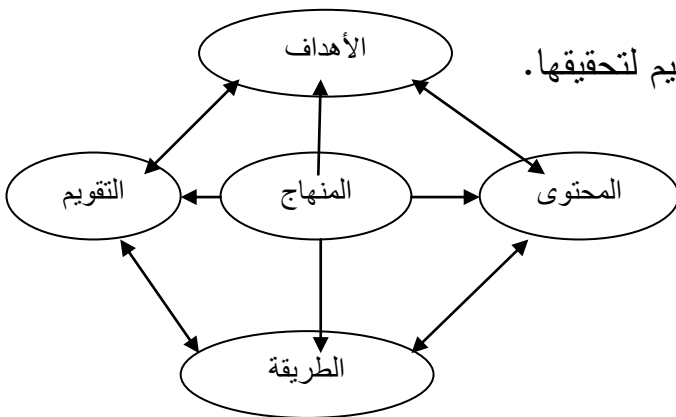 الأهداف
يم لتحقيقها.
المحتوى
المنهاج
التقويم
الطريقة